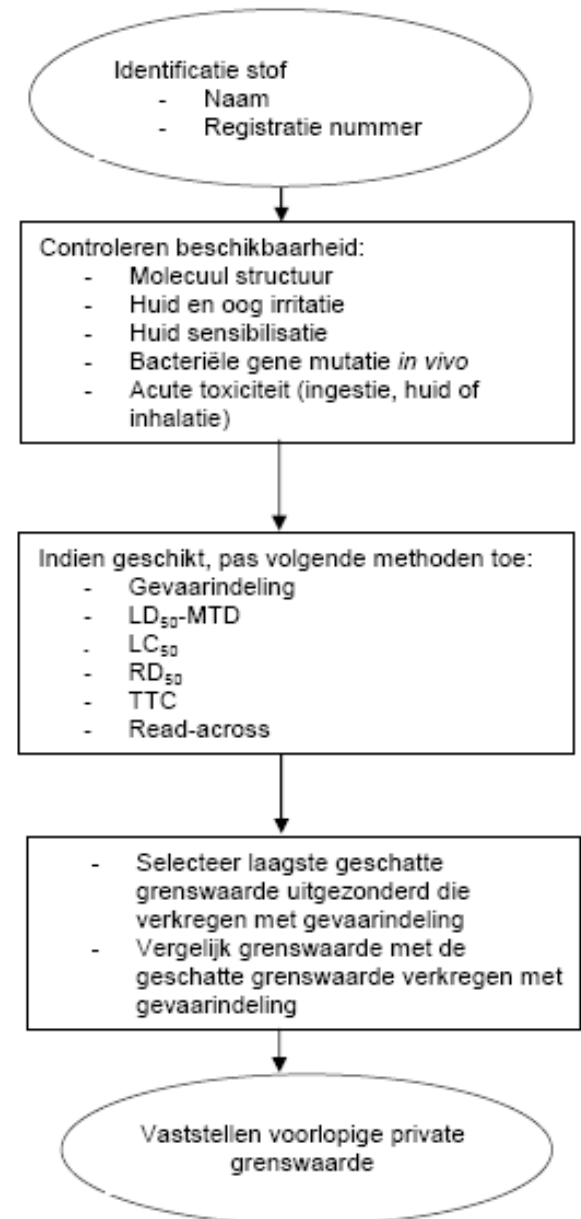 Identificatie stof
- Naam
- Registratie nummer
Controleren beschikbaarheid:
- Molecuul structuur
- Huid en oog irritatie
- Huid sensibilisatie
- Bacteriële gene mutatie in vivo
- Acute toxiciteit (ingestie, huid of
inhalatie)
Indien geschikt, pas volgende methoden toe:
- Gevaarindeling
- LD50-MTD
- LC50
- RD50
- TTC
- Read-across
- Selecteer laagste geschatte
grenswaarde uitgezonderd die
verkregen met gevaarindeling
- Vergelijk grenswaarde met de
geschatte grenswaarde verkregen met
gevaarindeling
Vaststellen voorlopige private
grenswaarde